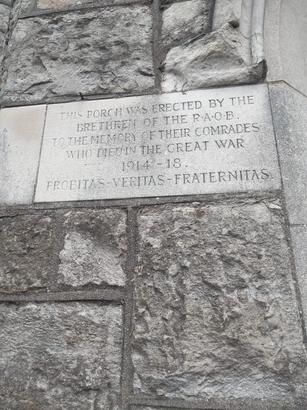 THIS PORCH WAS ERECTED BY THE
BRETHREN OF THE R·A·O·B·
TO THE MEMORY OF THEIR COMRADES
WHO DIED IN THE GREAT WAR
1914-18.
PROBITAS-VERITAS-FRATERNITAS.